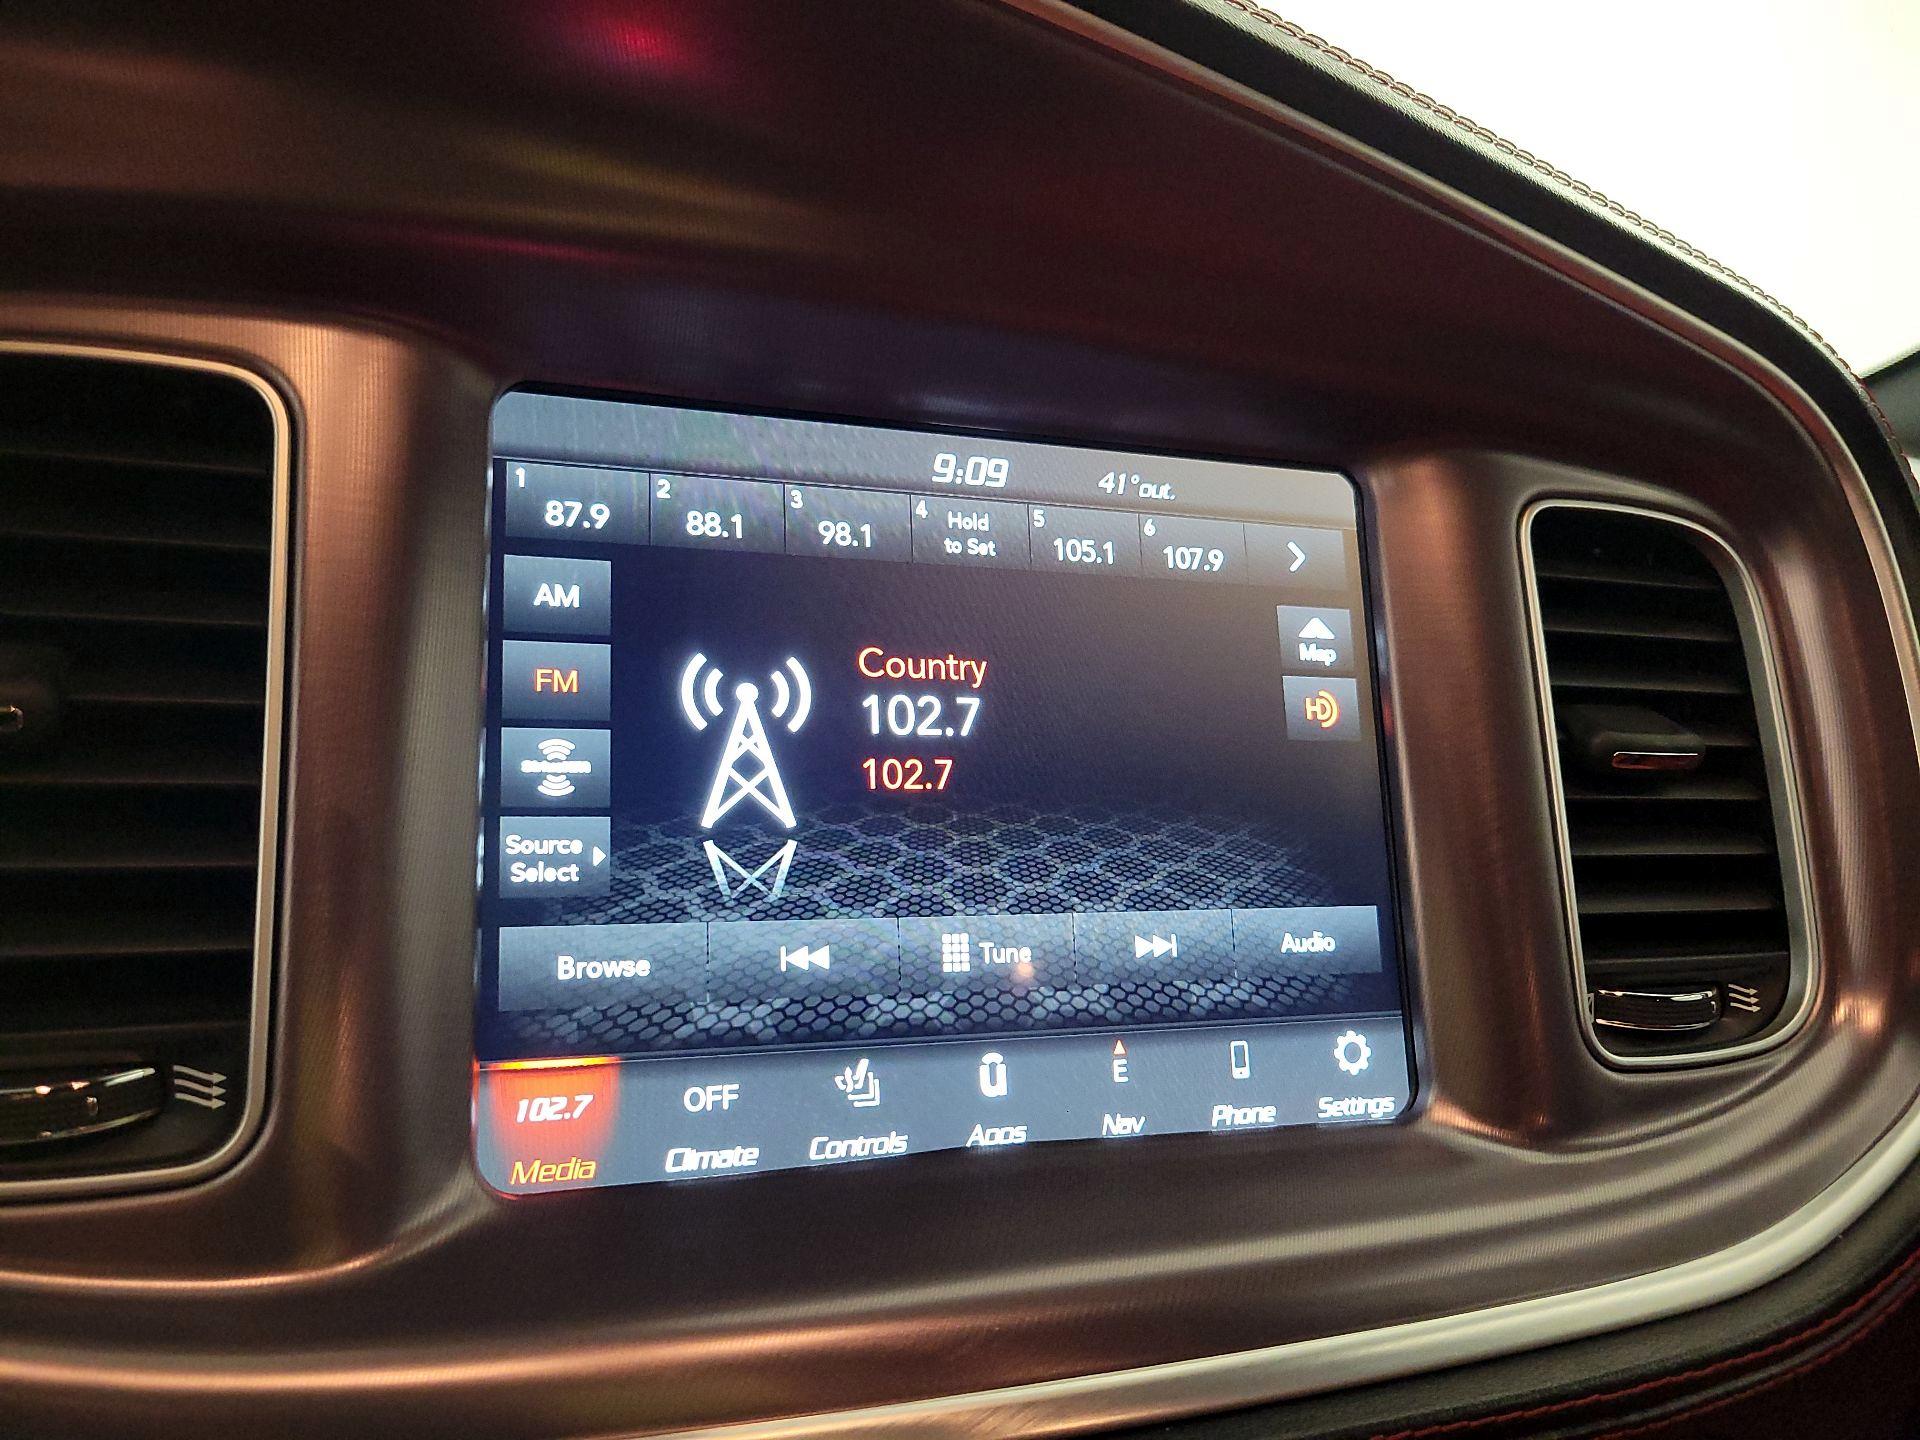 9:09
41°out.
1
87.9
2
88.1
3
98.1
4
Hold
to Set
5
105.1
6
107.9
AM
FM
Source
Select
Country
102.7
102.7
Map
HD
Browse
Tune
Audio
102.7
Media
OFF
Climate
Controls
û
Apps
E
Nav
Phone
Settings